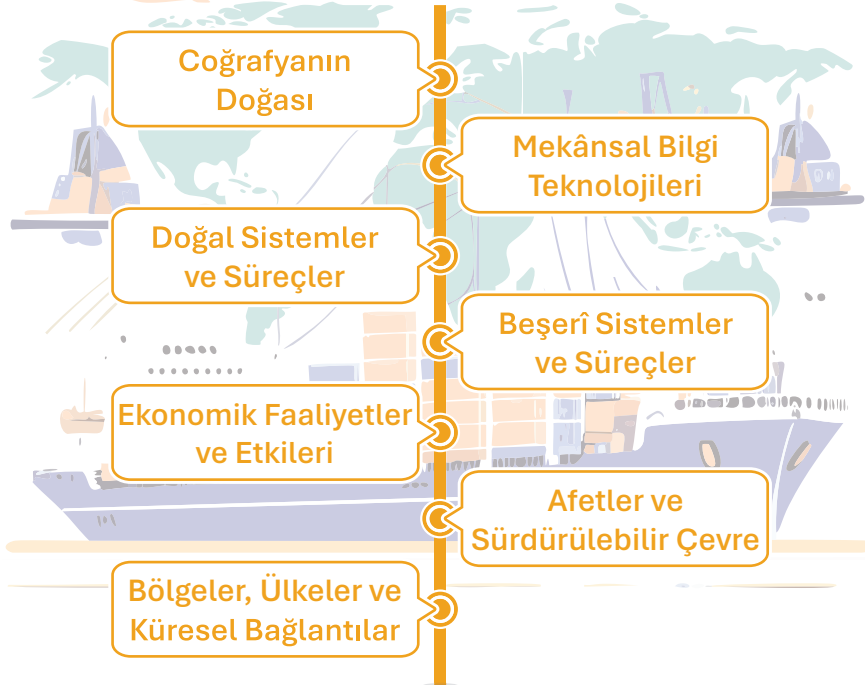 Coğrafyanın
Doğası
Mekânsal Bilgi
Teknolojileri
Doğal Sistemler
ve Süreçler
Beşerî Sistemler
ve Süreçler
Ekonomik Faaliyetler
ve Etkileri
Afetler ve
Sürdürülebilir Çevre
Bölgeler, Ülkeler ve
Küresel Bağlantılar